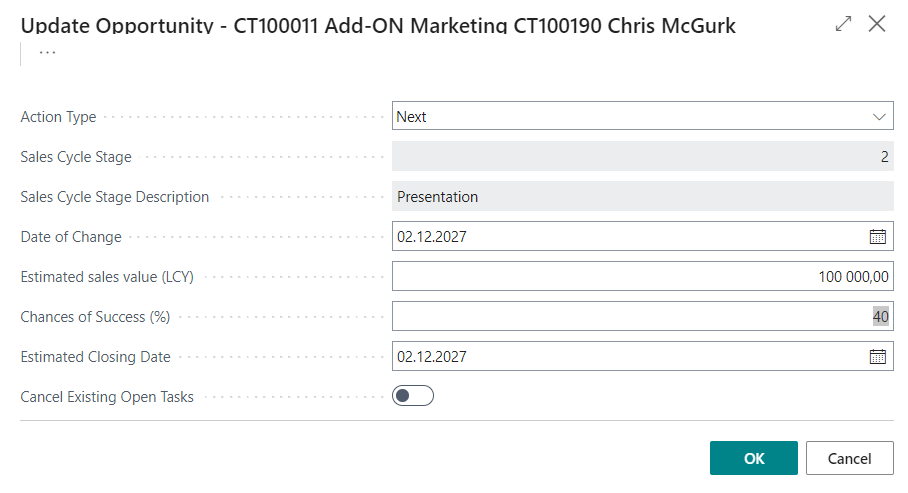 Update Opportunity - CT100011 Add-ON Marketing CT100190 Chris McGurk
...
Action Type Next
Sales Cycle Stage 2
Sales Cycle Stage Description Presentation
Date of Change 02.12.2027
Estimated sales value (LCY) 100 000,00
Chances of Success (%) 40
Estimated Closing Date 02.12.2027
Cancel Existing Open Tasks
OK Cancel